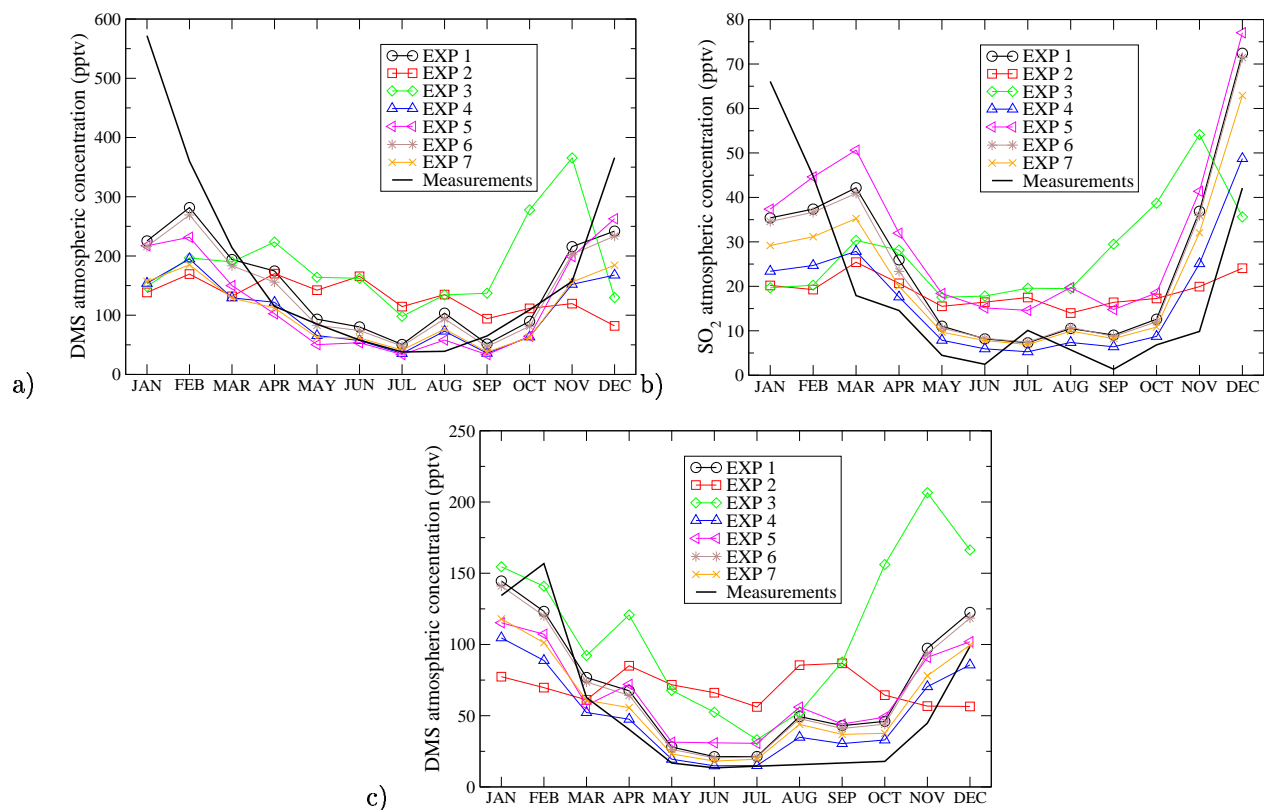 DMS atmospheric concentration (pptv)
600
500
400
300
200
100
0
EXP 1
EXP 2
EXP 3
EXP 4
EXP 5
EXP 6
EXP 7
Measurements
JAN FEB MAR APR MAY JUN JUL AUG SEP OCT NOV DEC
a)
SO2 atmospheric concentration (pptv)
80
70
60
50
40
30
20
10
0
EXP 1
EXP 2
EXP 3
EXP 4
EXP 5
EXP 6
EXP 7
Measurements
JAN FEB MAR APR MAY JUN JUL AUG SEP OCT NOV DEC
b)
DMS atmospheric concentration (pptv)
250
200
150
100
50
0
EXP 1
EXP 2
EXP 3
EXP 4
EXP 5
EXP 6
EXP 7
Measurements
JAN FEB MAR APR MAY JUN JUL AUG SEP OCT NOV DEC
c)